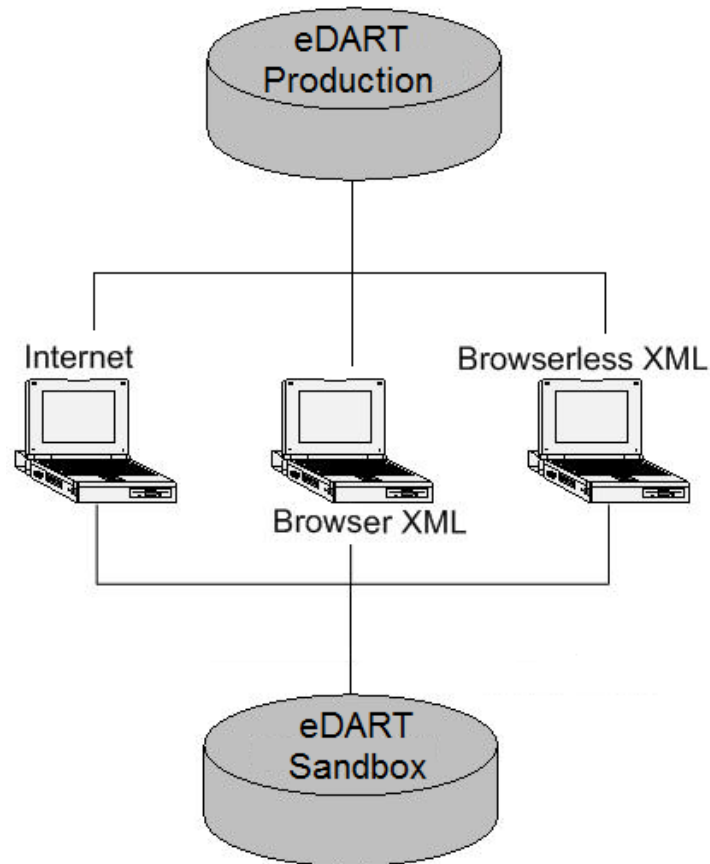 eDART
Production
Internet
Browserless XML
Browser XML
eDART
Sandbox